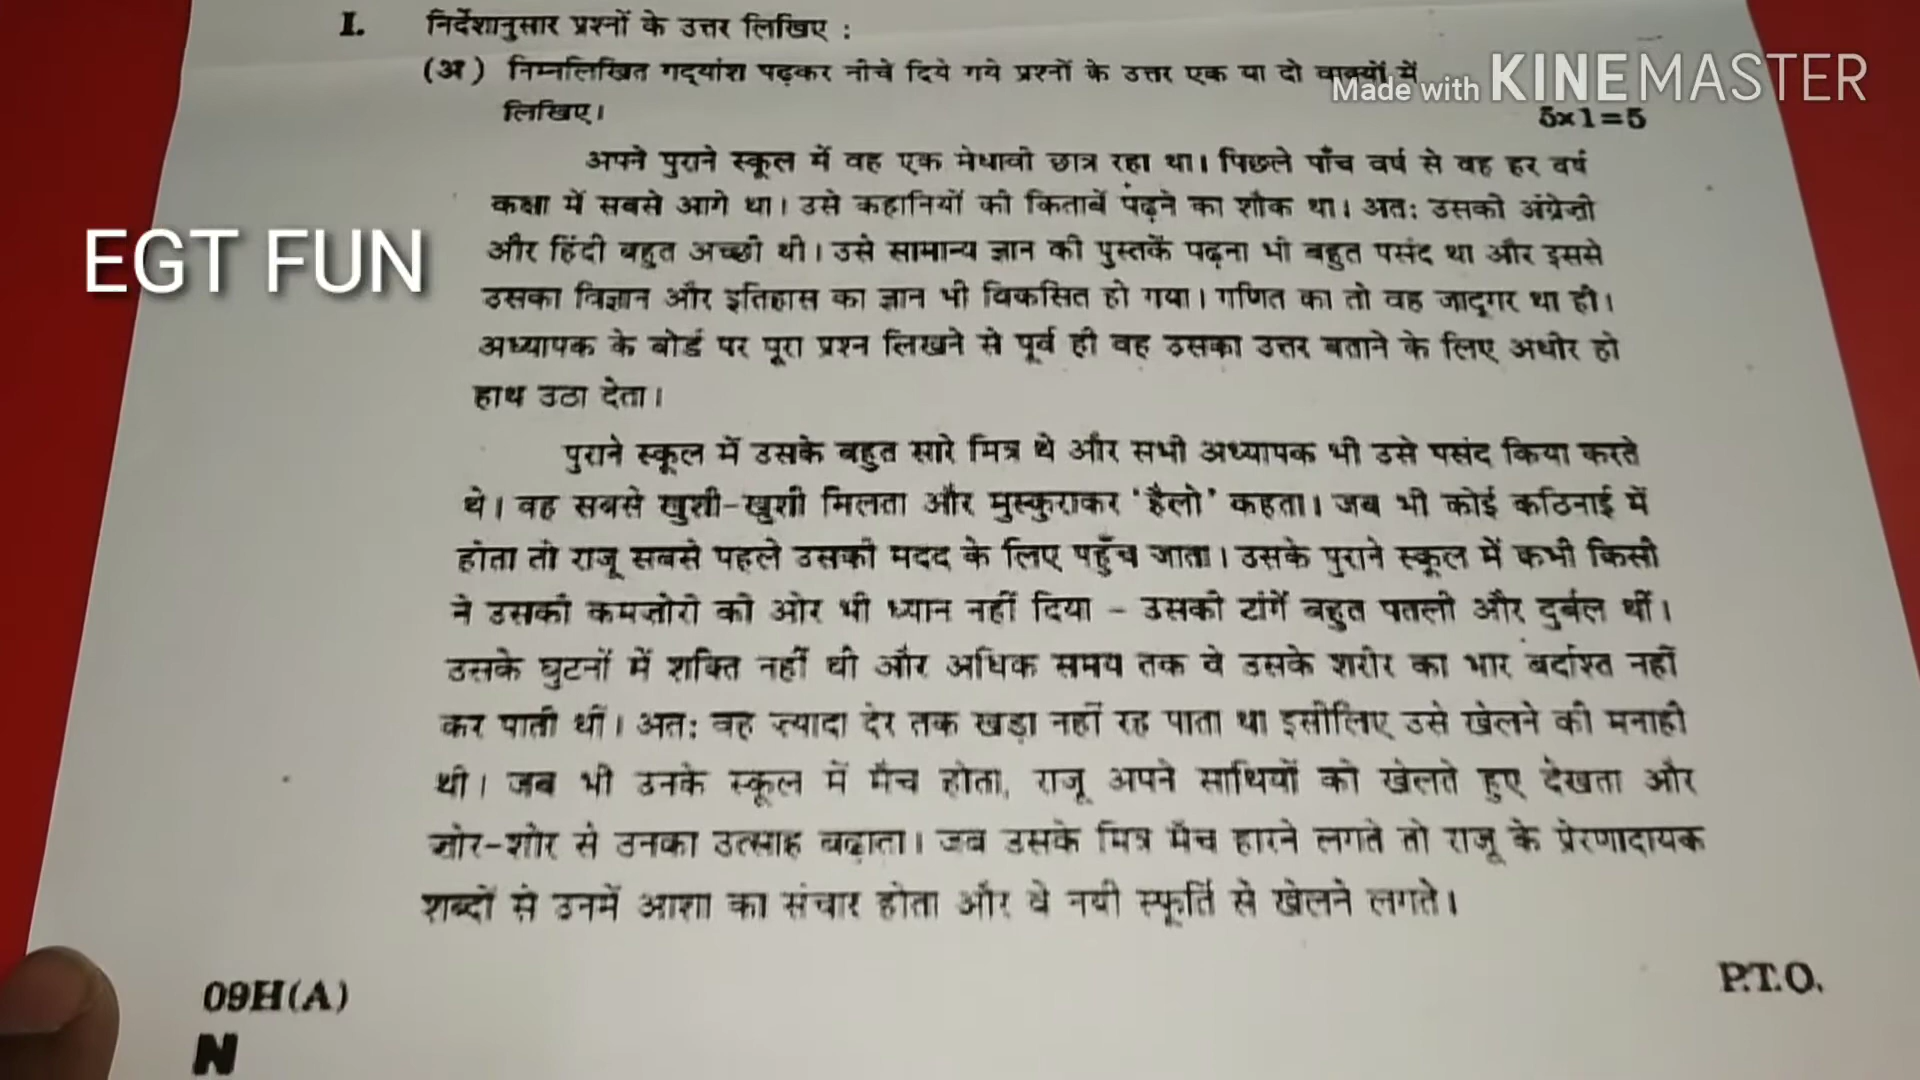 I. निर्देशानुसार प्रश्नों के उत्तर लिखिए :
(अ) निम्नलिखित गद्यांश पढ़कर नीचे दिये गये प्रश्नों के उत्तर एक या दो वाक्यों में
Made with KINEMASTER
लिखिए। 5×1=5
अपने पुराने स्कूल में वह एक मेधावी छात्र रहा था। पिछले पाँच वर्ष से वह हर वर्ष
कक्षा में सबसे आगे था। उसे कहानियों की किताबें पढ़ने का शौक था। अतः उसकी अंग्रेज़ी
EGT FUN
और हिंदी बहुत अच्छी थी। उसे सामान्य ज्ञान की पुस्तकें पढ़ना भी बहुत पसंद था और इससे
उसका विज्ञान और इतिहास का ज्ञान भी विकसित हो गया। गणित का तो वह जादूगर था ही।
अध्यापक के बोर्ड पर पूरा प्रश्न लिखने से पूर्व ही वह उसका उत्तर बताने के लिए अधीर हो
हाथ उठा देता।
पुराने स्कूल में उसके बहुत सारे मित्र थे और सभी अध्यापक भी उसे पसंद किया करते
थे। वह सबसे खुशी-खुशी मिलता और मुस्कुराकर 'हैलो' कहता। जब भी कोई कठिनाई में
होता तो राजू सबसे पहले उसकी मदद के लिए पहुँच जाता। उसके पुराने स्कूल में कभी किसी
ने उसकी कमज़ोरी की ओर भी ध्यान नहीं दिया - उसकी टांगें बहुत पतली और दुर्बल थीं।
उसके घुटनों में शक्ति नहीं थी और अधिक समय तक वे उसके शरीर का भार बर्दाश्त नहीं
कर पाती थीं। अतः वह ज़्यादा देर तक खड़ा नहीं रह पाता था इसीलिए उसे खेलने की मनाही
थी। जब भी उनके स्कूल में मैच होता, राजू अपने साथियों को खेलते हुए देखता और
ज़ोर-शोर से उनका उत्साह बढ़ाता। जब उसके मित्र मैच हारने लगते तो राजू के प्रेरणादायक
शब्दों से उनमें आशा का संचार होता और वे नयी स्फूर्ति से खेलने लगते।
P.T.O.
09H(A)
N